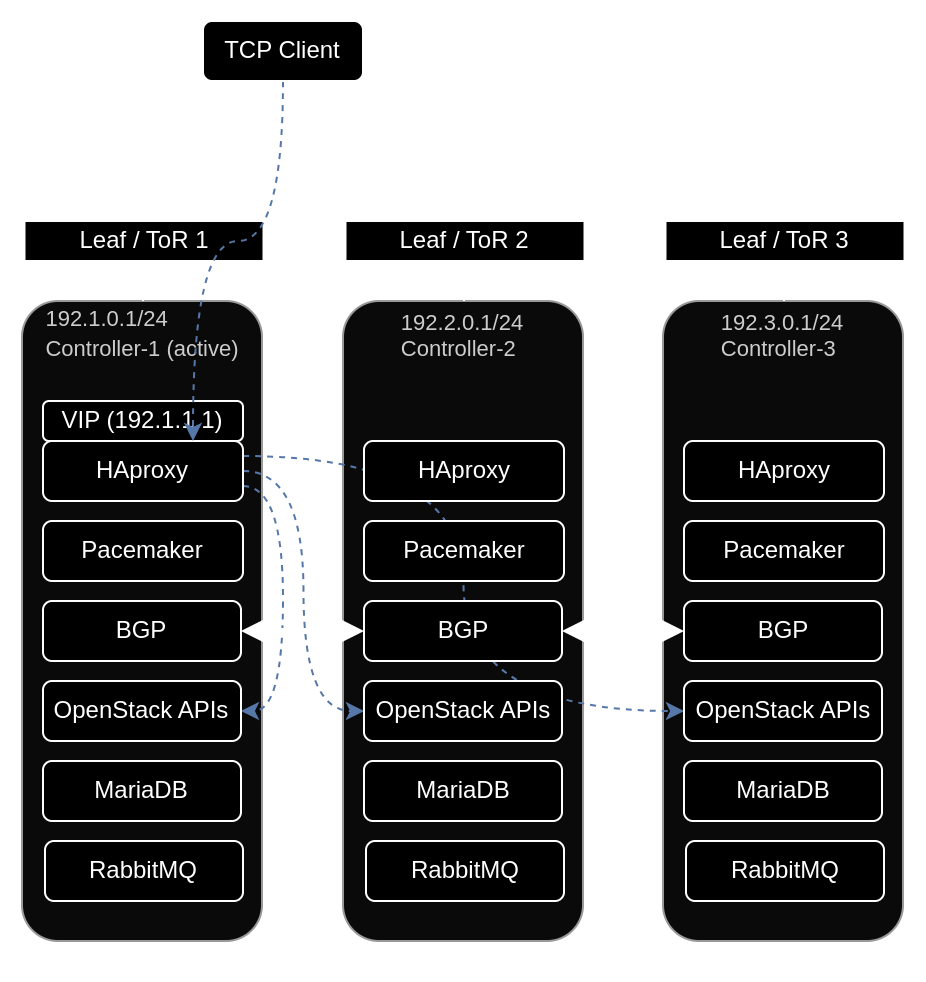 TCP Client
Leaf / ToR 1
Leaf / ToR 2
Leaf / ToR 3
192.1.0.1/24
Controller-1 (active)
VIP (192.1.1.1)
HAproxy
Pacemaker
BGP
OpenStack APIs
MariaDB
RabbitMQ
192.2.0.1/24
Controller-2
HAproxy
Pacemaker
BGP
OpenStack APIs
MariaDB
RabbitMQ
192.3.0.1/24
Controller-3
HAproxy
Pacemaker
BGP
OpenStack APIs
MariaDB
RabbitMQ